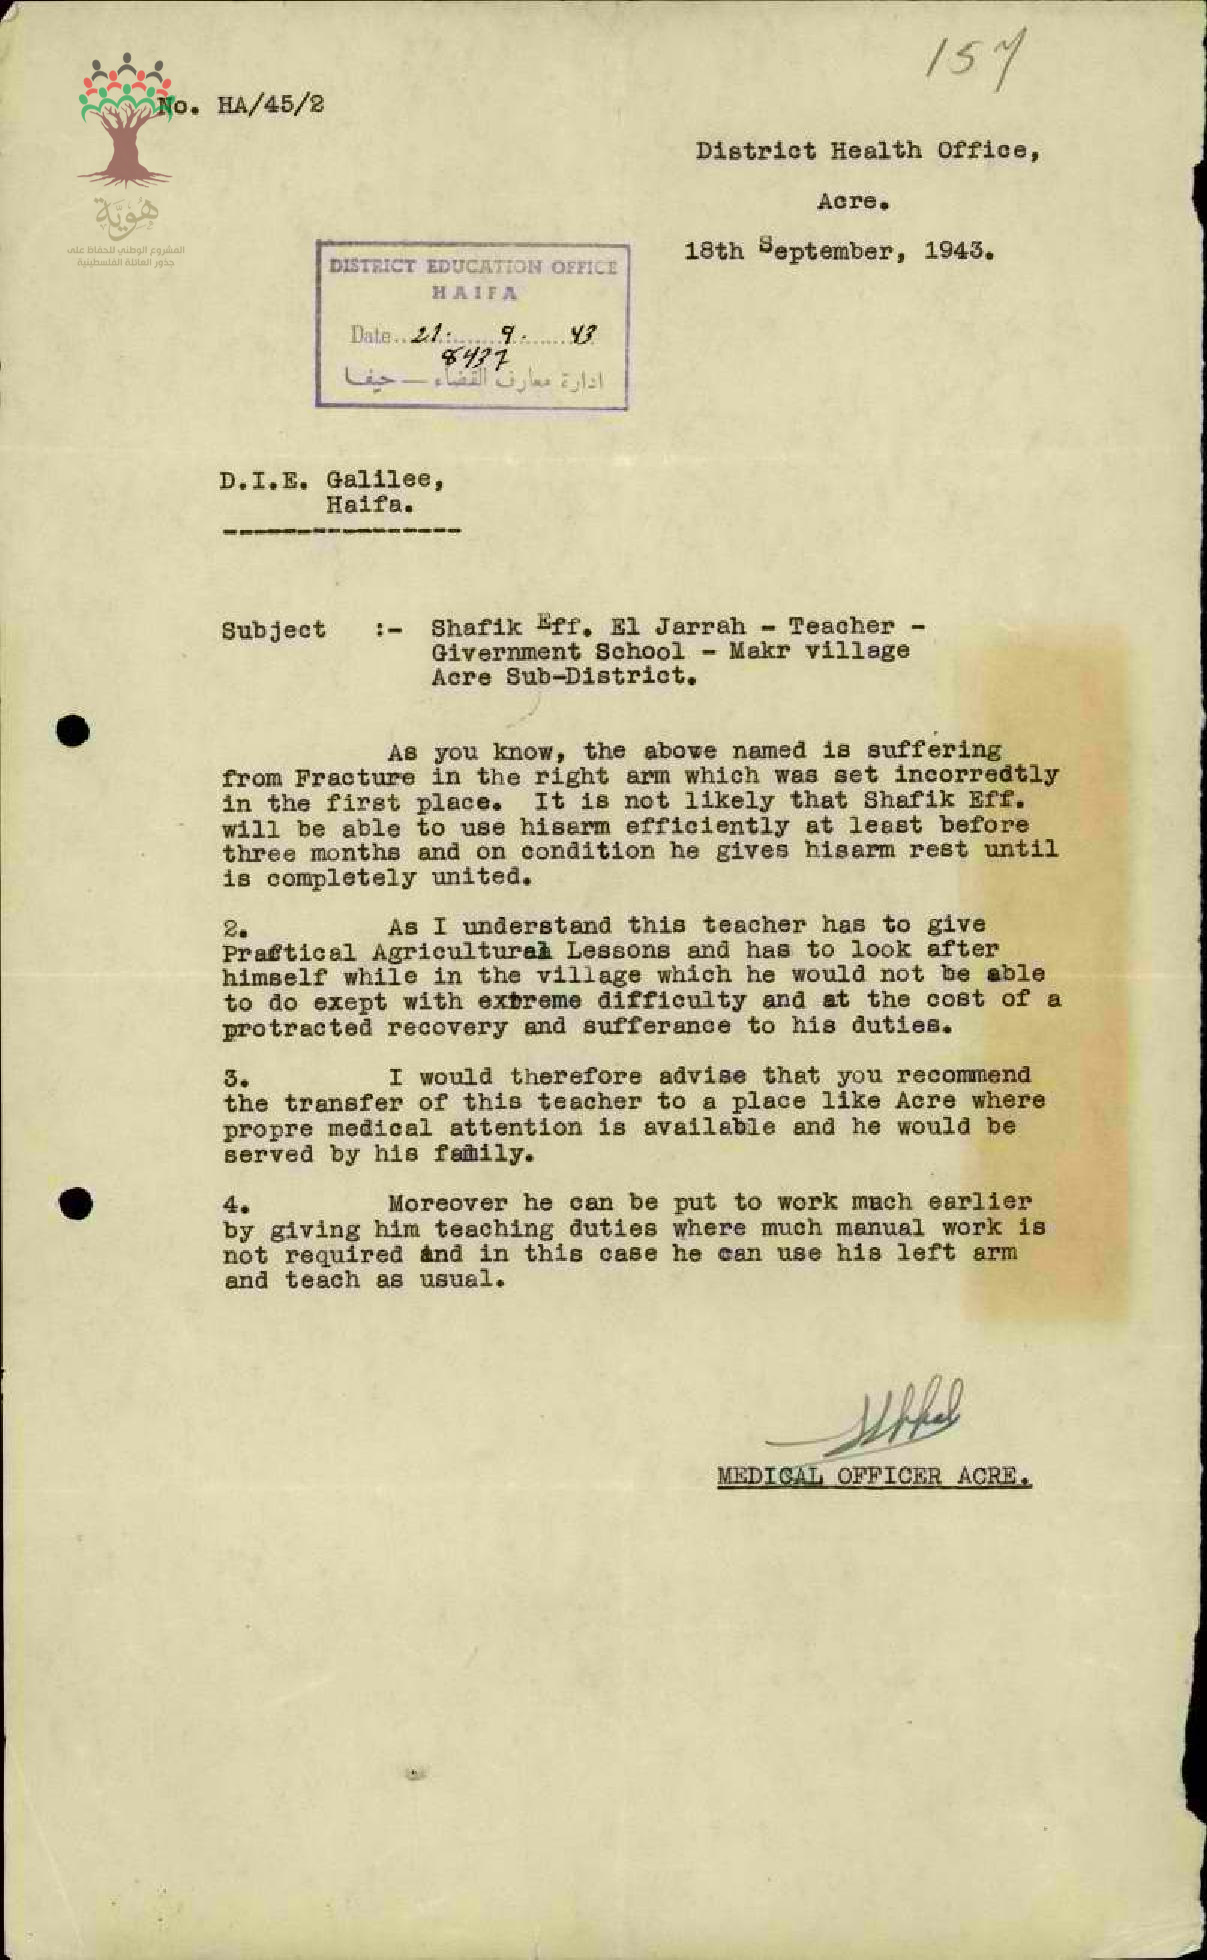 157
No. HA/45/2
هُوِيَّة
المشروع الوطني للحفاظ على
جذور العائلة الفلسطينية
District Health Office,
Acre.
18th September, 1943.
DISTRICT EDUCATION OFFICE
HAIFA
Date..21:.......9.......43
8437
ادارة معارف القضاء — حيفا
D.I.E. Galilee,
Haifa.
----------------
Subject :- Shafik Eff. El Jarrah - Teacher -
Givernment School - Makr village
Acre Sub-District.
As you know, the above named is suffering
from Fracture in the right arm which was set incorredtly
in the first place. It is not likely that Shafik Eff.
will be able to use hisarm efficiently at least before
three months and on condition he gives hisarm rest until
is completely united.
2. As I understand this teacher has to give
Practical Agricultural Lessons and has to look after
himself while in the village which he would not be able
to do exept with extreme difficulty and at the cost of a
protracted recovery and sufferance to his duties.
3. I would therefore advise that you recommend
the transfer of this teacher to a place like Acre where
propre medical attention is available and he would be
served by his family.
4. Moreover he can be put to work much earlier
by giving him teaching duties where much manual work is
not required and in this case he can use his left arm
and teach as usual.
MEDICAL OFFICER ACRE.